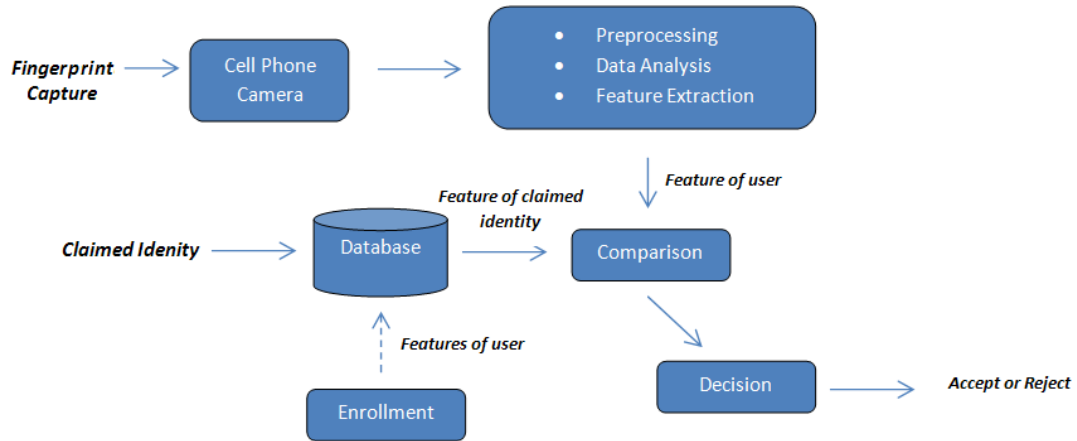 Fingerprint
Capture
Cell Phone
Camera
• Preprocessing
• Data Analysis
• Feature Extraction
Feature of user
Feature of claimed
identity
Claimed Idenity
Database
Comparison
Features of user
Enrollment
Decision
Accept or Reject